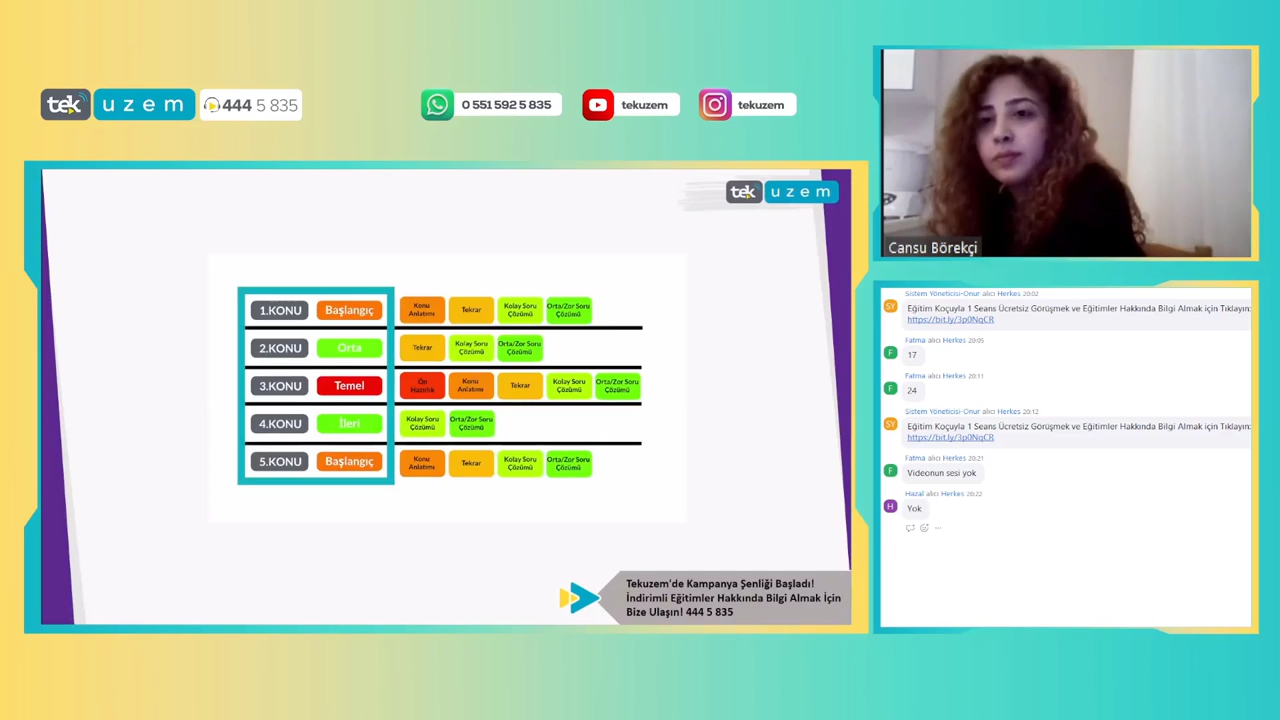 tek uzem 444 5 835
0 551 592 5 835
tekuzem
tekuzem
tek uzem
1.KONU Başlangıç Konu Anlatımı Tekrar Kolay Soru Çözümü Orta/Zor Soru Çözümü
2.KONU Orta Tekrar Kolay Soru Çözümü Orta/Zor Soru Çözümü
3.KONU Temel Ön Hazırlık Konu Anlatımı Tekrar Kolay Soru Çözümü Orta/Zor Soru Çözümü
4.KONU İleri Kolay Soru Çözümü Orta/Zor Soru Çözümü
5.KONU Başlangıç Konu Anlatımı Tekrar Kolay Soru Çözümü Orta/Zor Soru Çözümü
Tekuzem'de Kampanya Şenliği Başladı!
İndirimli Eğitimler Hakkında Bilgi Almak İçin
Bize Ulaşın! 444 5 835
Cansu Börekçi
Sistem Yöneticisi-Onur alıcı Herkes 20:02
SY
Eğitim Koçuyla 1 Seans Ücretsiz Görüşmek ve Eğitimler Hakkında Bilgi Almak için Tıklayın:
https://bit.ly/3p0NqCR
Fatma alıcı Herkes 20:05
F
17
Fatma alıcı Herkes 20:11
F
24
Sistem Yöneticisi-Onur alıcı Herkes 20:12
SY
Eğitim Koçuyla 1 Seans Ücretsiz Görüşmek ve Eğitimler Hakkında Bilgi Almak için Tıklayın:
https://bit.ly/3p0NqCR
Fatma alıcı Herkes 20:21
F
Videonun sesi yok
Hazal alıcı Herkes 20:22
H
Yok